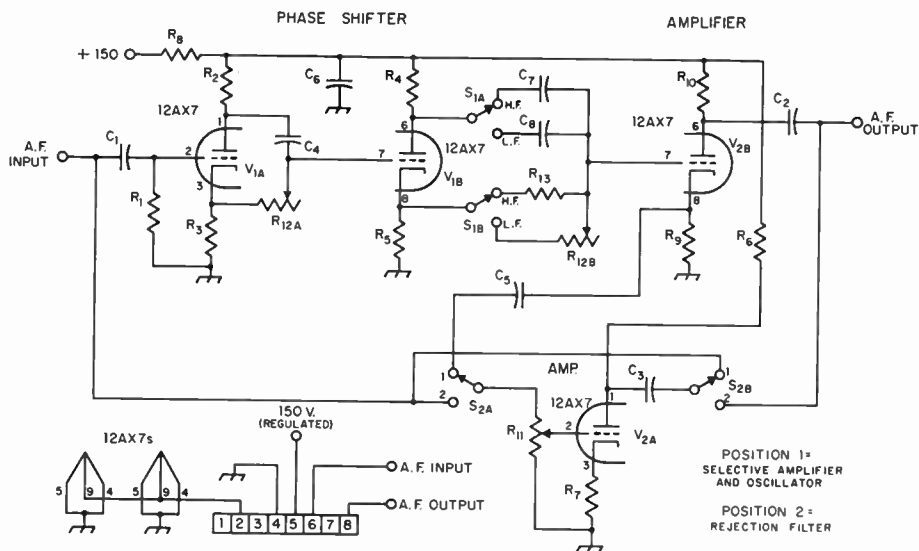 PHASE SHIFTER
AMPLIFIER
+ 150
R8
R2
C6
R4
S1A
H.F.
C7
R10
C2
A.F. INPUT
C1
12AX7
1
2
3
V1A
C4
12AX7
6
7
8
V1B
L.F.
C8
12AX7
6
7
8
V2B
A.F. OUTPUT
R1
R3
R12A
R5
S1B
H.F.
L.F.
R13
R12B
R9
R6
C5
AMP.
1
2
S2A
R11
12AX7
1
2
3
V2A
C3
1
2
S2B
R7
12AX7s
5
9
4
5
9
4
150 V.
(REGULATED)
A.F. INPUT
A.F. OUTPUT
1 2 3 4 5 6 7 8
POSITION 1=
SELECTIVE AMPLIFIER
AND OSCILLATOR
POSITION 2=
REJECTION FILTER